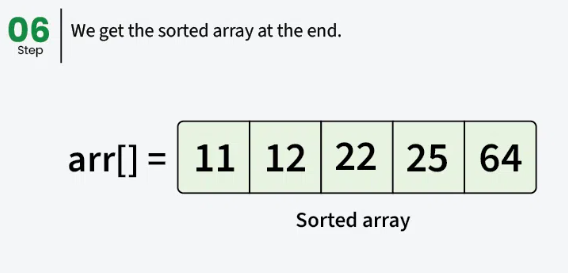 06
Step
We get the sorted array at the end.
arr[] = 11 12 22 25 64
Sorted array